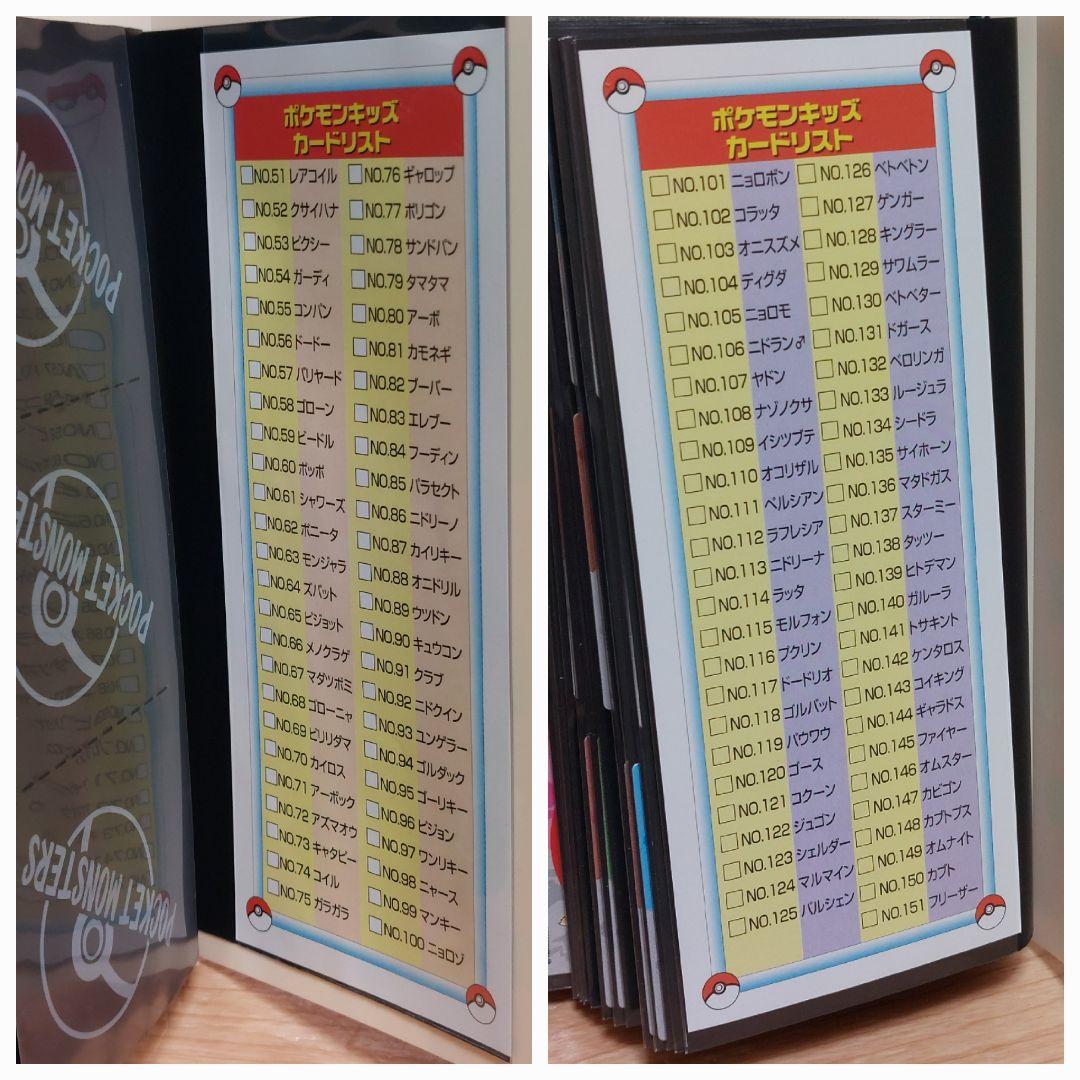 POCKET MONSTERS
POCKET MONSTERS
POCKET MONSTERS
ポケモンキッズ
カードリスト
NO.51 レアコイル
NO.52 クサイハナ
NO.53 ピクシー
NO.54 ガーディ
NO.55 コンパン
NO.56 ドードー
NO.57 バリヤード
NO.58 ゴローン
NO.59 ビードル
NO.60 ポッポ
NO.61 シャワーズ
NO.62 ポニータ
NO.63 モンジャラ
NO.64 ズバット
NO.65 ピジョット
NO.66 メノクラゲ
NO.67 マダツボミ
NO.68 ゴローニャ
NO.69 ビリリダマ
NO.70 カイロス
NO.71 アーボック
NO.72 アズマオウ
NO.73 キャタピー
NO.74 コイル
NO.75 ガラガラ
NO.76 ギャロップ
NO.77 ポリゴン
NO.78 サンドパン
NO.79 タマタマ
NO.80 アーボ
NO.81 カモネギ
NO.82 ブーバー
NO.83 エレブー
NO.84 フーディン
NO.85 パラセクト
NO.86 ニドリーノ
NO.87 カイリキー
NO.88 オニドリル
NO.89 ウツドン
NO.90 キュウコン
NO.91 クラブ
NO.92 ニドクイン
NO.93 ユンゲラー
NO.94 ゴルダック
NO.95 ゴーリキー
NO.96 ピジョン
NO.97 ワンリキー
NO.98 ニャース
NO.99 マンキー
NO.100 ニョロゾ
ポケモンキッズ
カードリスト
NO.101 ニョロボン
NO.102 コラッタ
NO.103 オニスズメ
NO.104 ディグダ
NO.105 ニョロモ
NO.106 ニドラン♂
NO.107 ヤドン
NO.108 ナゾノクサ
NO.109 イシツブテ
NO.110 オコリザル
NO.111 ペルシアン
NO.112 ラフレシア
NO.113 ニドリーナ
NO.114 ラッタ
NO.115 モルフォン
NO.116 プクリン
NO.117 ドードリオ
NO.118 ゴルバット
NO.119 パウワウ
NO.120 ゴース
NO.121 コクーン
NO.122 ジュゴン
NO.123 シェルダー
NO.124 マルマイン
NO.125 パルシェン
NO.126 ベトベトン
NO.127 ゲンガー
NO.128 キングラー
NO.129 サワムラー
NO.130 ベトベター
NO.131 ドガース
NO.132 ベロリンガ
NO.133 ルージュラ
NO.134 シードラ
NO.135 サイホーン
NO.136 マタドガス
NO.137 スターミー
NO.138 タッツー
NO.139 ヒトデマン
NO.140 ガルーラ
NO.141 トサキント
NO.142 ケンタロス
NO.143 コイキング
NO.144 ギャラドス
NO.145 ファイヤー
NO.146 オムスター
NO.147 カビゴン
NO.148 カブトプス
NO.149 オムナイト
NO.150 カブト
NO.151 フリーザー